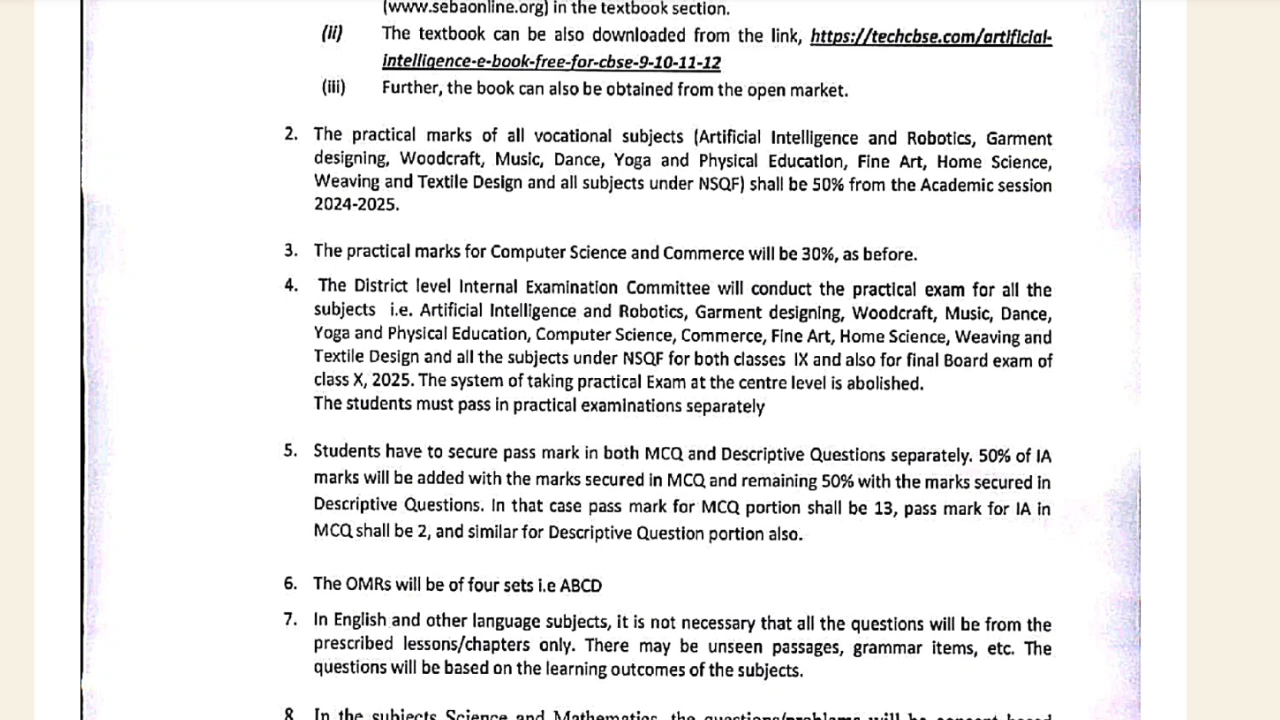 (www.sebaonline.org) in the textbook section.
(ii) The textbook can be also downloaded from the link, https://techcbse.com/artificial-
intelligence-e-book-free-for-cbse-9-10-11-12
(iii) Further, the book can also be obtained from the open market.
2. The practical marks of all vocational subjects (Artificial Intelligence and Robotics, Garment
designing, Woodcraft, Music, Dance, Yoga and Physical Education, Fine Art, Home Science,
Weaving and Textile Design and all subjects under NSQF) shall be 50% from the Academic session
2024-2025.
3. The practical marks for Computer Science and Commerce will be 30%, as before.
4. The District level Internal Examination Committee will conduct the practical exam for all the
subjects i.e. Artificial Intelligence and Robotics, Garment designing, Woodcraft, Music, Dance,
Yoga and Physical Education, Computer Science, Commerce, Fine Art, Home Science, Weaving and
Textile Design and all the subjects under NSQF for both classes IX and also for final Board exam of
class X, 2025. The system of taking practical Exam at the centre level is abolished.
The students must pass in practical examinations separately
5. Students have to secure pass mark in both MCQ and Descriptive Questions separately. 50% of IA
marks will be added with the marks secured in MCQ and remaining 50% with the marks secured in
Descriptive Questions. In that case pass mark for MCQ portion shall be 13, pass mark for IA in
MCQ shall be 2, and similar for Descriptive Question portion also.
6. The OMRs will be of four sets i.e ABCD
7. In English and other language subjects, it is not necessary that all the questions will be from the
prescribed lessons/chapters only. There may be unseen passages, grammar items, etc. The
questions will be based on the learning outcomes of the subjects.
8 In the subjects Science and Mathematics, the questions/problems will be concept based